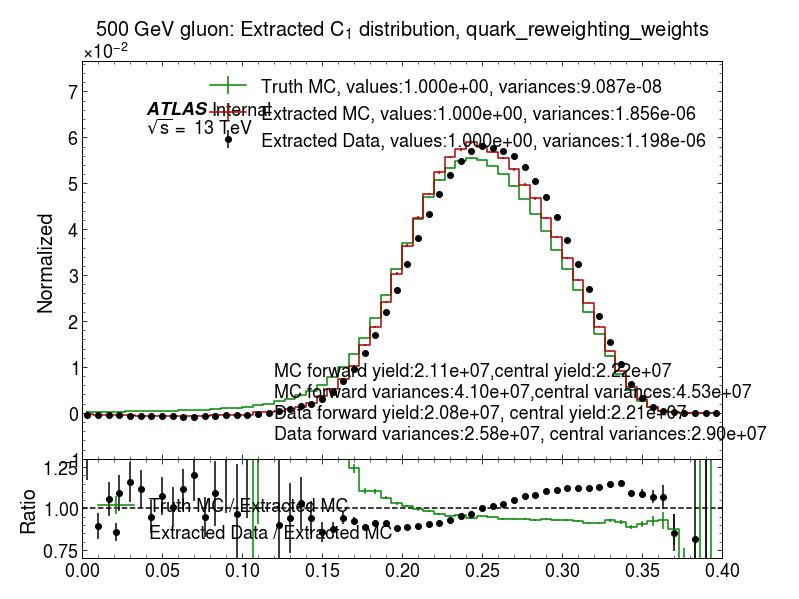 500 GeV gluon: Extracted C₁ distribution, quark_reweighting_weights
×10⁻²
Truth MC, values:1.000e+00, variances:9.087e-08
ATLAS Internal
Extracted MC, values:1.000e+00, variances:1.856e-06
√s = 13 TeV
Extracted Data, values:1.000e+00, variances:1.198e-06
7
6
5
4
3
2
1
0
Normalized
MC forward yield:2.11e+07,central yield:2.22e+07
MC forward variances:4.10e+07,central variances:4.53e+07
Data forward yield:2.08e+07, central yield:2.21e+07
Data forward variances:2.58e+07, central variances:2.90e+07
1.25
1.00
0.75
Ratio
Truth MC / Extracted MC
Extracted Data / Extracted MC
0.00 0.05 0.10 0.15 0.20 0.25 0.30 0.35 0.40